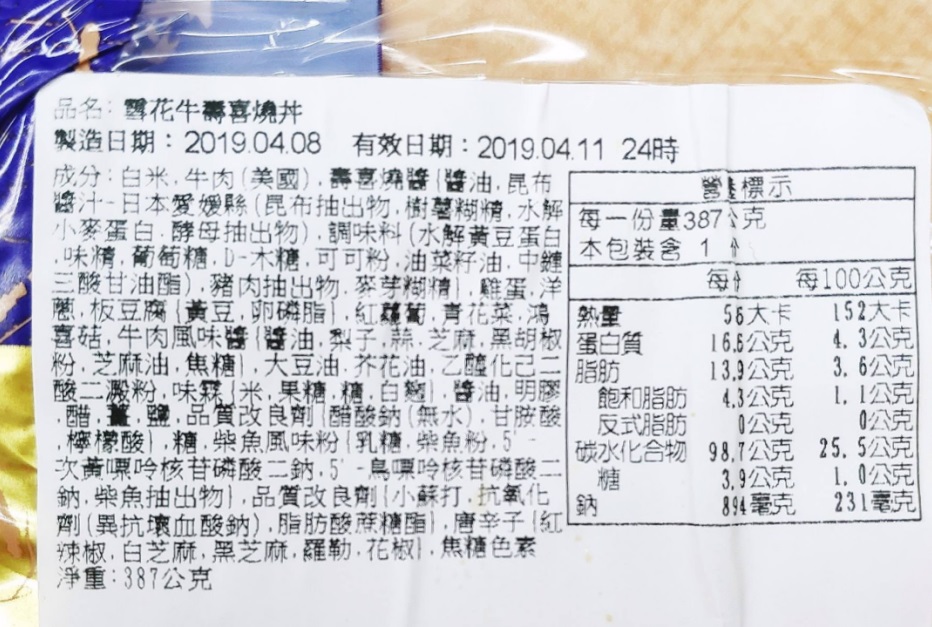 品名: 雪花牛壽喜燒丼
製造日期：2019.04.08 有效日期：2019.04.11 24時
成分:白米.牛肉(美國).壽喜燒醬{醬油.昆布
醬汁-日本愛媛縣(昆布抽出物.樹薯糊精.水解
小麥蛋白.酵母抽出物).調味料(水解黃豆蛋白
.味精.葡萄糖.D-木糖.可可粉.油菜籽油.中鏈
三酸甘油酯).豬肉抽出物.麥芽糊精}.雞蛋.洋
蔥.板豆腐{黃豆.卵磷脂}.紅蘿蔔.青花菜.鴻
喜菇.牛肉風味醬{醬油.梨子.蒜.芝麻.黑胡椒
粉.芝麻油.焦糖}.大豆油.芥花油.乙醯化己二
酸二澱粉.味霖{米.果糖.糖.白麴}.醬油.明膠
.醋.薑.鹽.品質改良劑{醋酸鈉(無水).甘胺酸
.檸檬酸}.糖.柴魚風味粉{乳糖.柴魚粉.5'-
次黃嘌呤核苷磷酸二鈉.5'-鳥嘌呤核苷磷酸二
鈉.柴魚抽出物}.品質改良劑{小蘇打.抗氧化
劑(異抗壞血酸鈉).脂肪酸蔗糖酯}.唐辛子{紅
辣椒.白芝麻.黑芝麻.羅勒.花椒}.焦糖色素
淨重:387公克
營 標示
每一份量387公克
本包裝含 1
每份 每100公克
熱量 大卡 152大卡
蛋白質 16.6公克 4.3公克
脂肪 13.9公克 3.6公克
飽和脂肪 4.3公克 1.1公克
反式脂肪 0公克 0公克
碳水化合物 98.7公克 25.5公克
糖 3.9公克 1.0公克
鈉 894毫克 231毫克